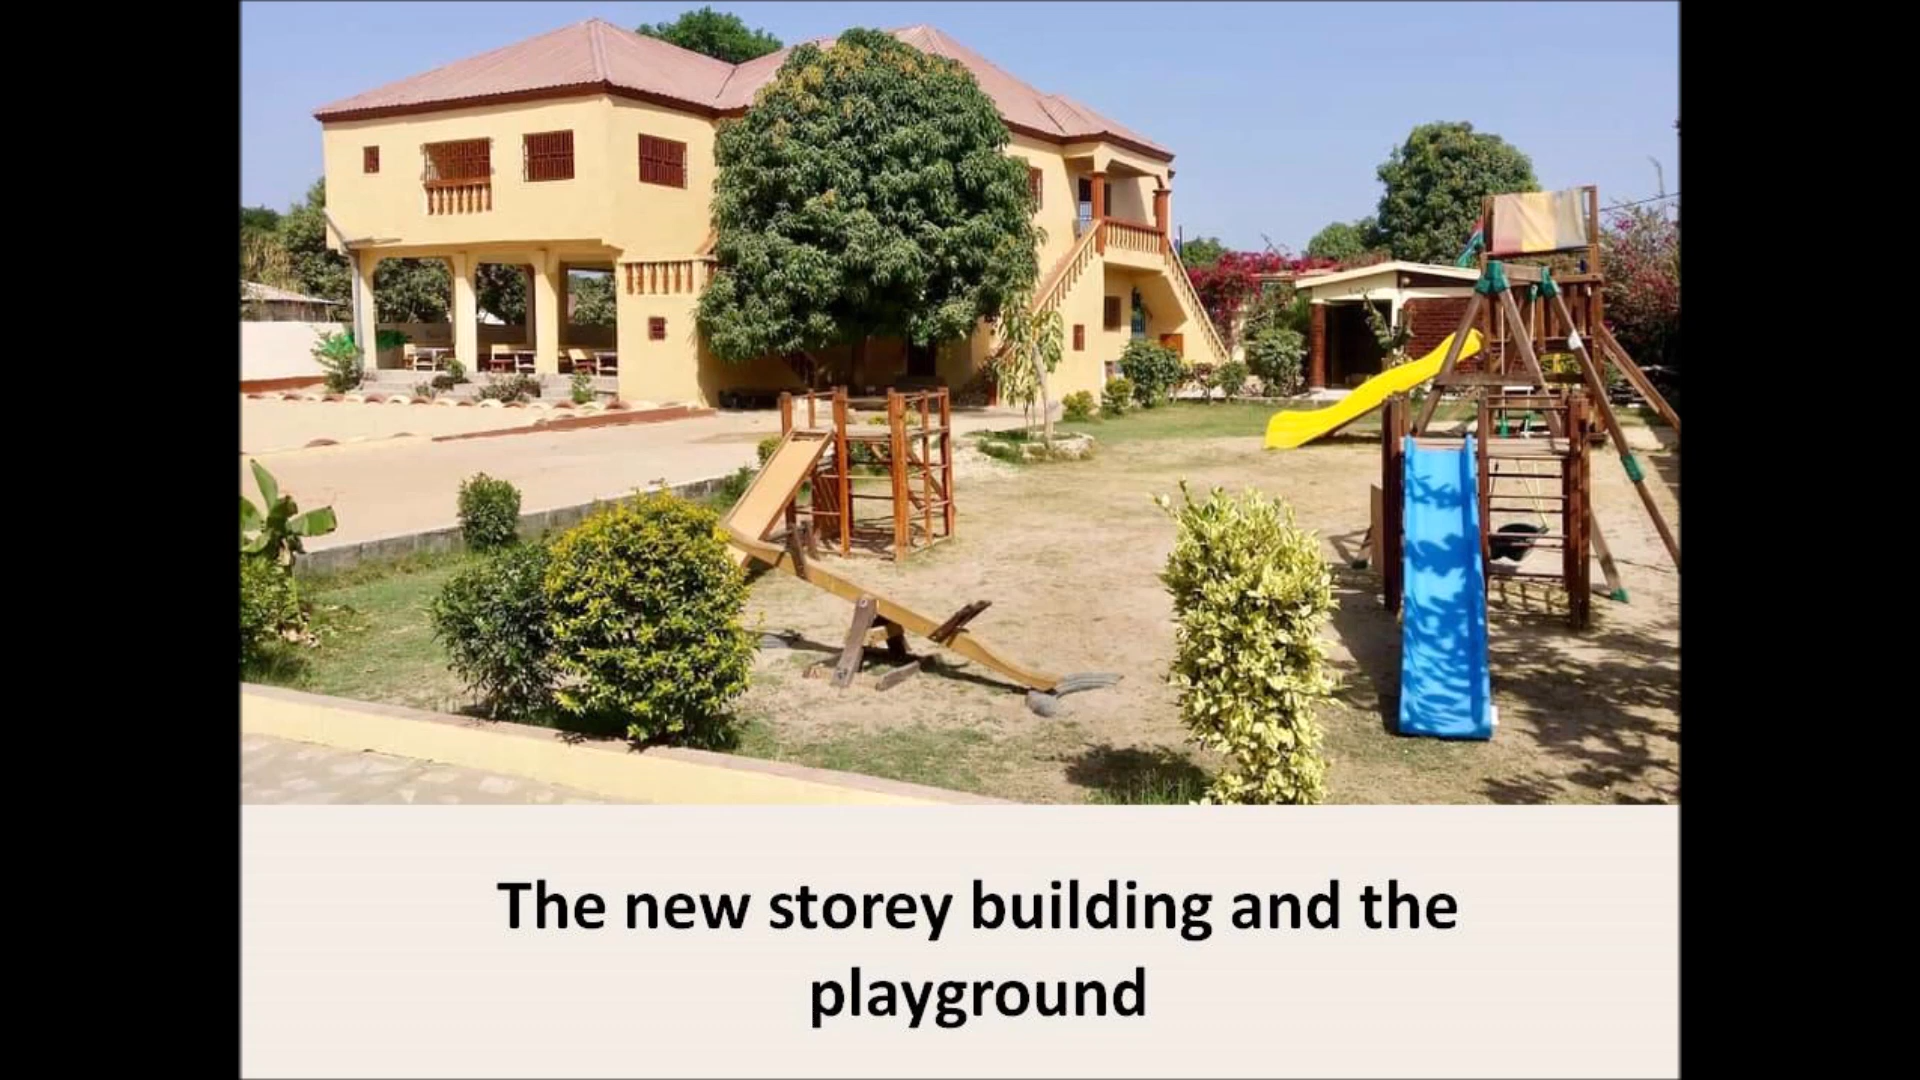 The new storey building and the
playground